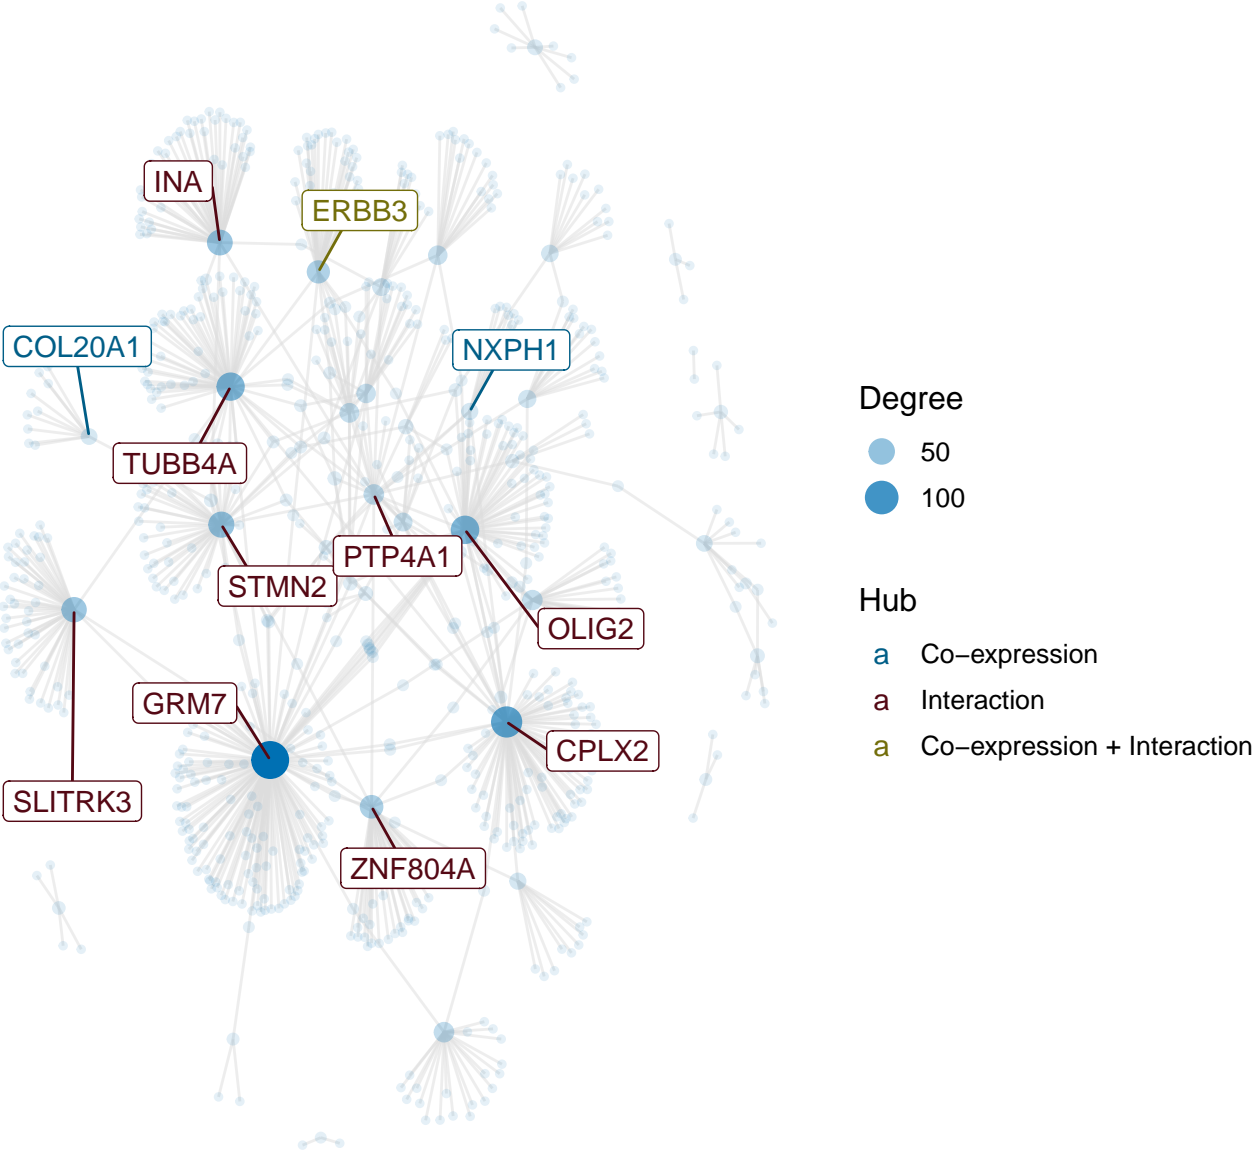 INA
ERBB3
COL20A1
NXPH1
TUBB4A
PTP4A1
STMN2
OLIG2
GRM7
CPLX2
SLITRK3
ZNF804A
Degree
50
100
Hub
a Co−expression
a Interaction
a Co−expression + Interaction